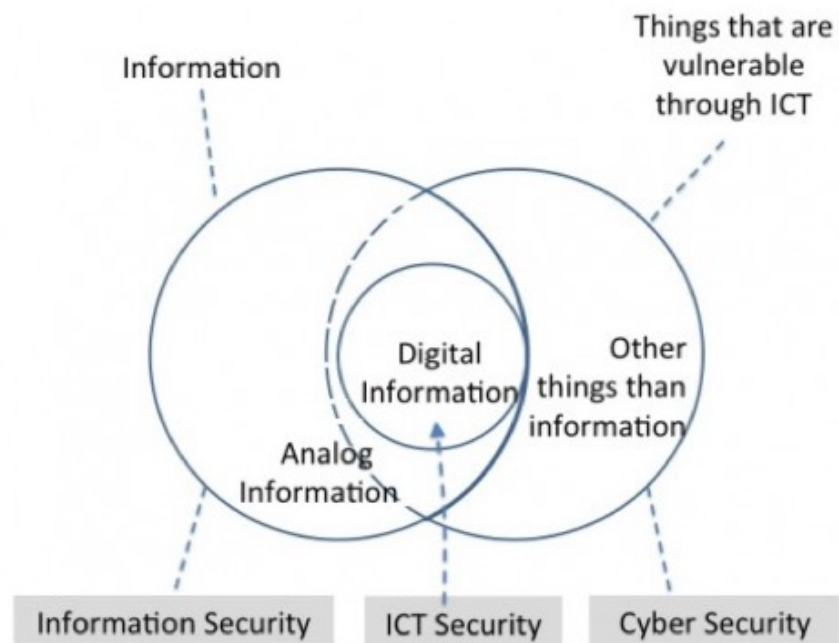 Information
Things that are
vulnerable
through ICT
Digital
Information
Other
things than
information
Analog
Information
Information Security
ICT Security
Cyber Security